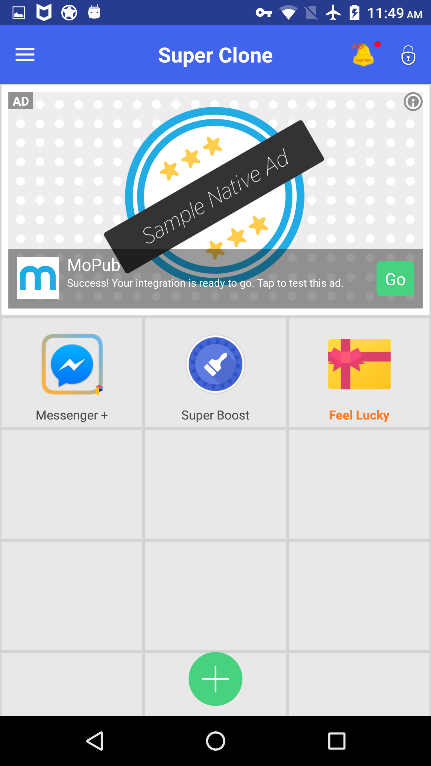 11:49 AM
Super Clone
AD
Sample Native Ad
MoPub
Success! Your integration is ready to go. Tap to test this ad.
Go
Messenger +
Super Boost
Feel Lucky